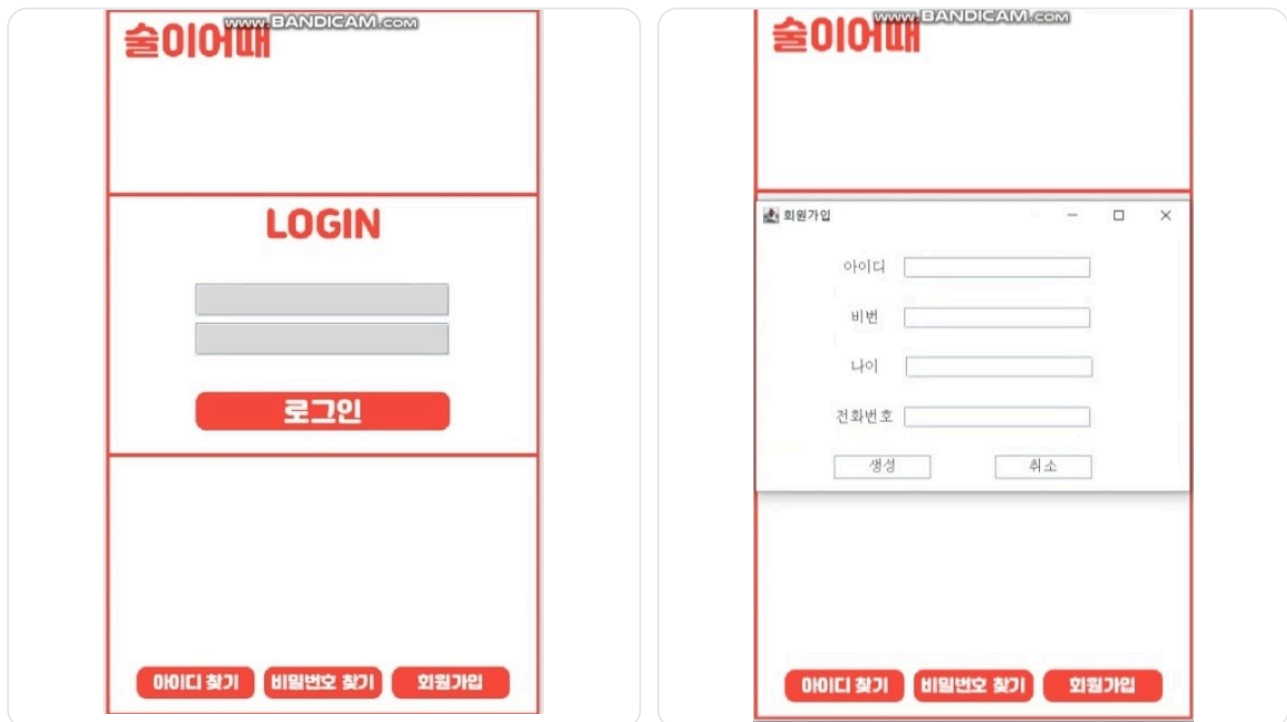 www.BANDICAM.com
술이어때
LOGIN
로그인
아이디 찾기 비밀번호 찾기 회원가입
www.BANDICAM.com
술이어때
회원가입
아이디
비번
나이
전화번호
생성 취소
아이디 찾기 비밀번호 찾기 회원가입